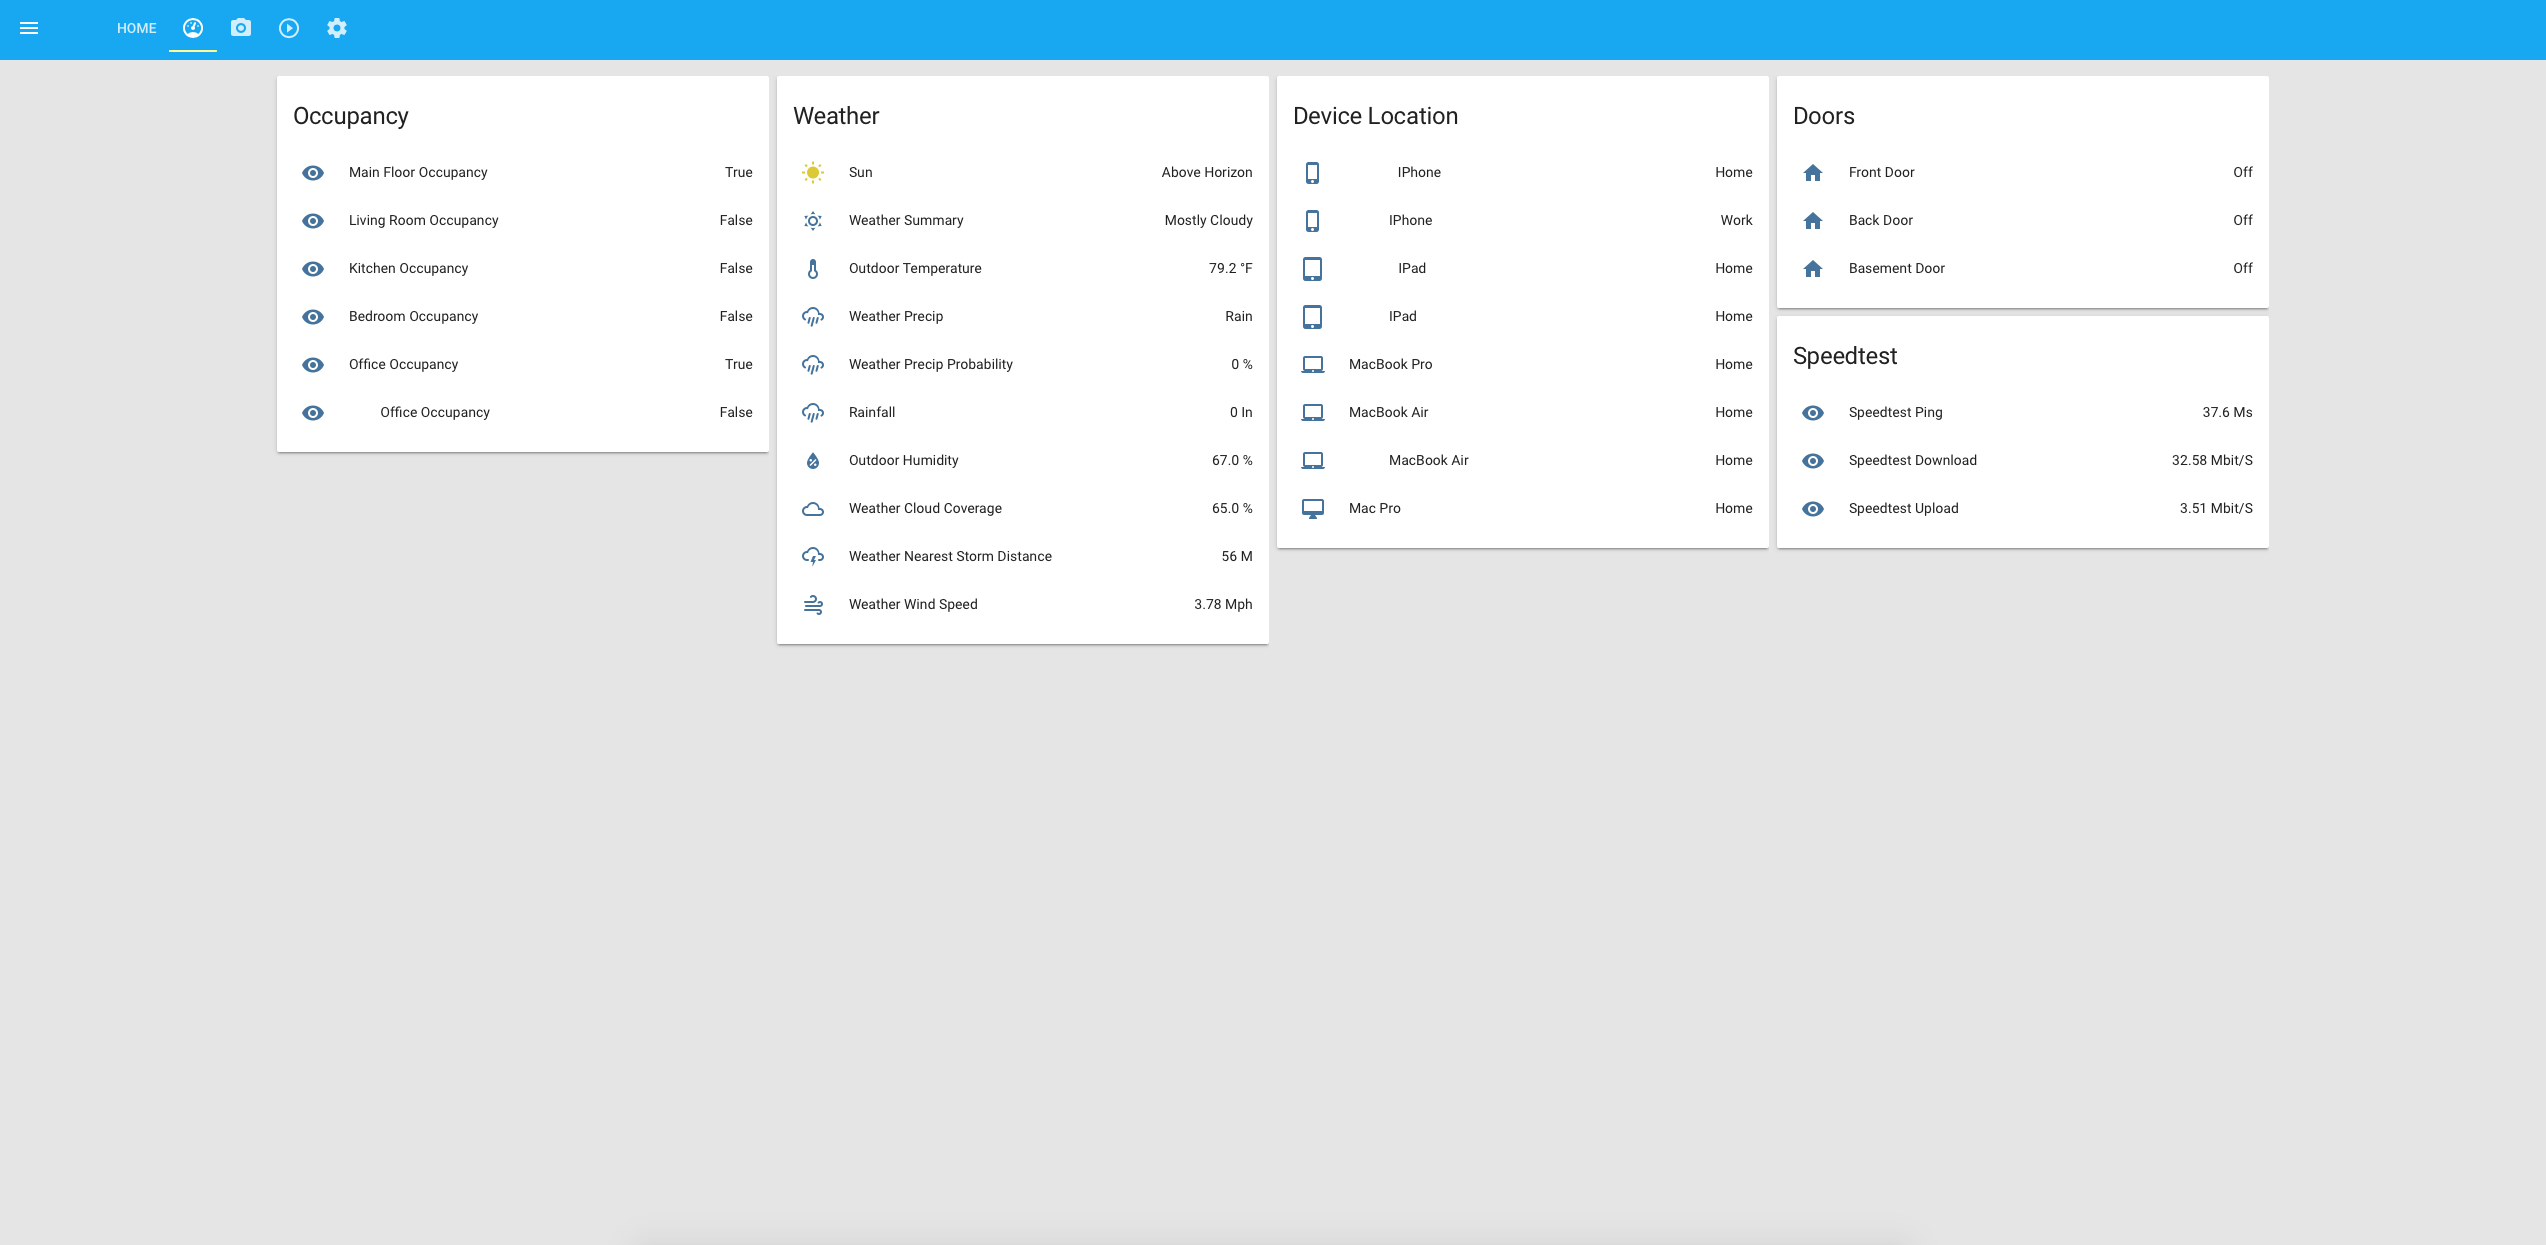 HOME
Occupancy
Main Floor Occupancy True
Living Room Occupancy False
Kitchen Occupancy False
Bedroom Occupancy False
Office Occupancy True
Office Occupancy False
Weather
Sun Above Horizon
Weather Summary Mostly Cloudy
Outdoor Temperature 79.2 °F
Weather Precip Rain
Weather Precip Probability 0 %
Rainfall 0 In
Outdoor Humidity 67.0 %
Weather Cloud Coverage 65.0 %
Weather Nearest Storm Distance 56 M
Weather Wind Speed 3.78 Mph
Device Location
IPhone Home
IPhone Work
IPad Home
IPad Home
MacBook Pro Home
MacBook Air Home
MacBook Air Home
Mac Pro Home
Doors
Front Door Off
Back Door Off
Basement Door Off
Speedtest
Speedtest Ping 37.6 Ms
Speedtest Download 32.58 Mbit/S
Speedtest Upload 3.51 Mbit/S